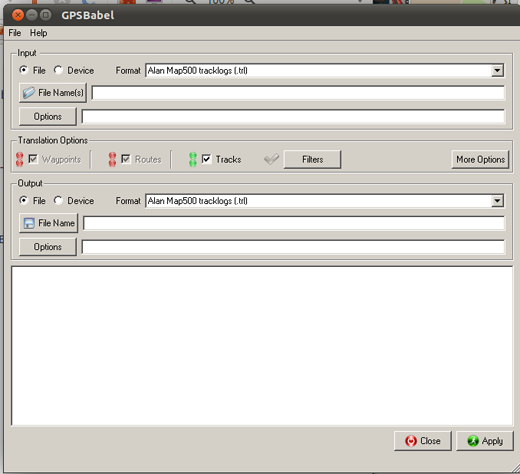 GPSBabel
File Help
Input
File Device Format Alan Map500 tracklogs (.trl)
File Name(s)
Options
Translation Options
Waypoints Routes Tracks Filters More Options
Output
File Device Format Alan Map500 tracklogs (.trl)
File Name
Options
Close Apply